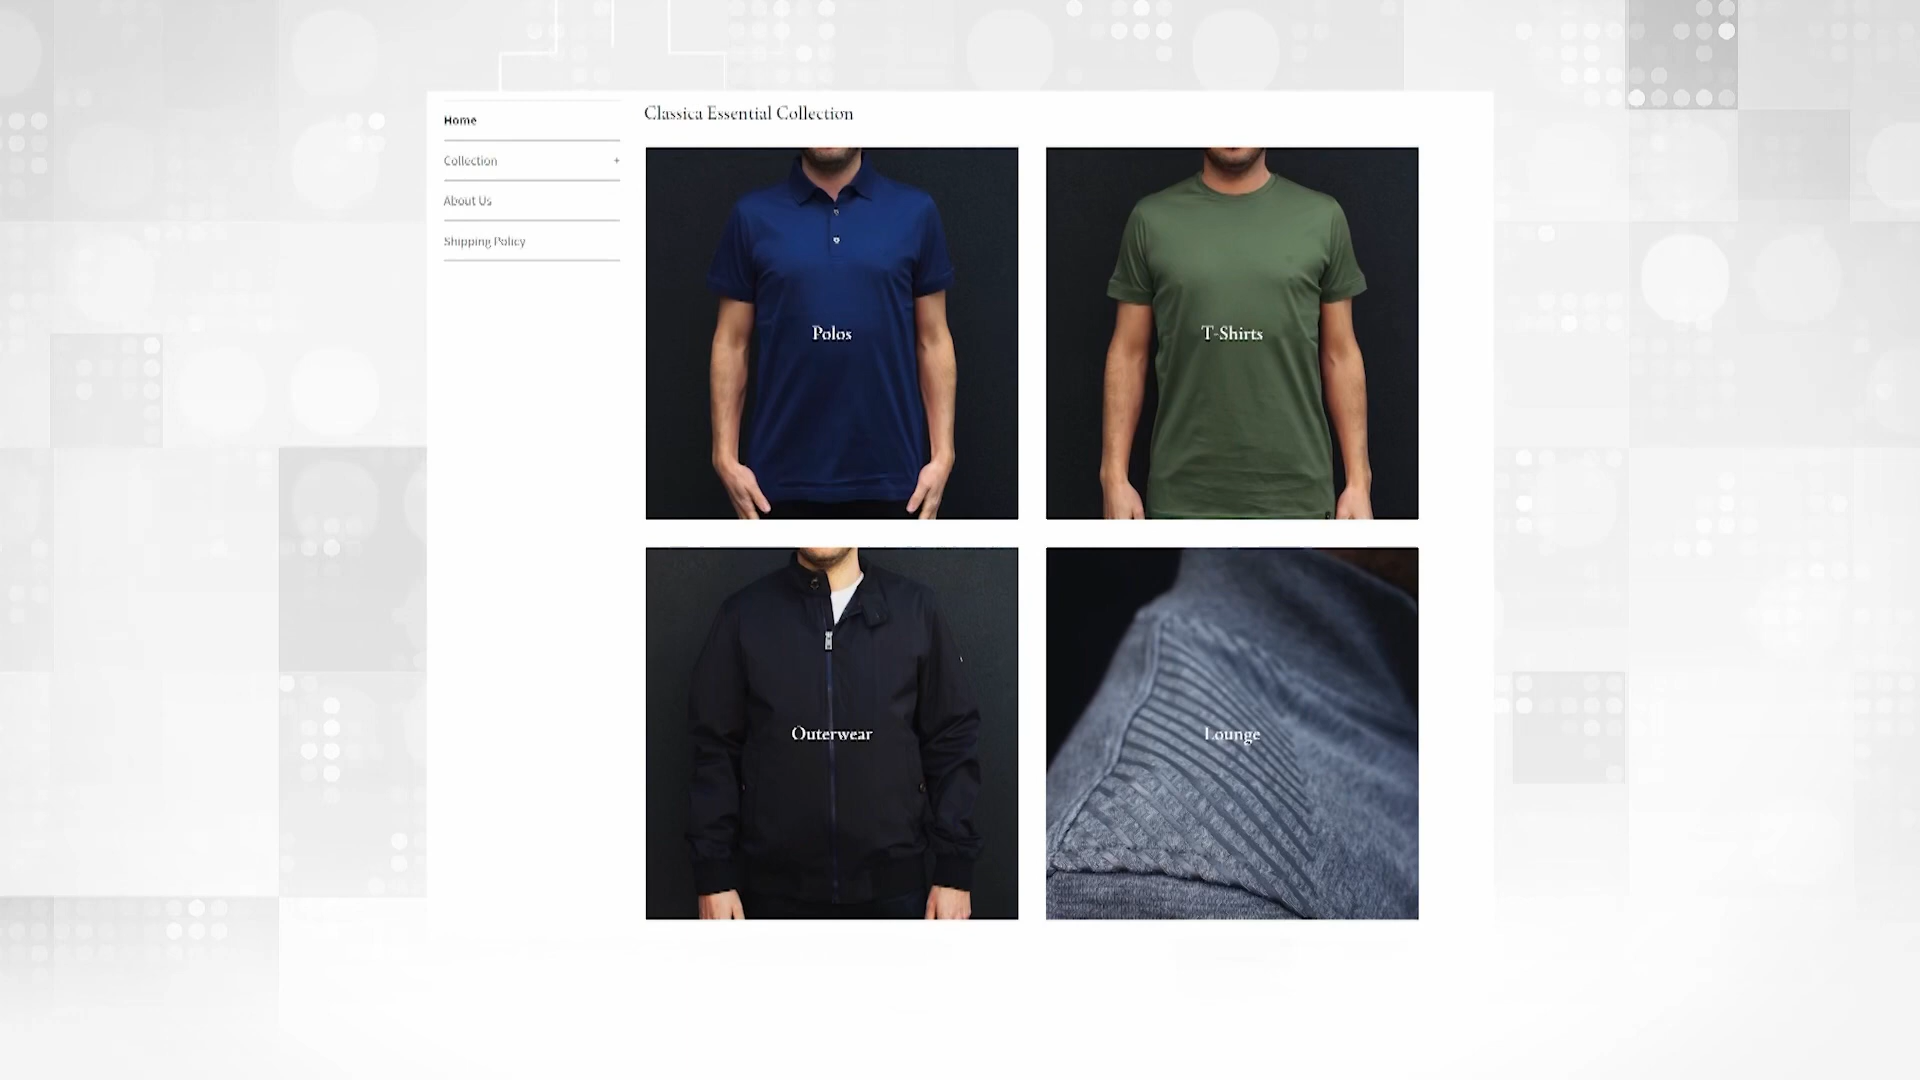 Home
Collection +
About Us
Shipping Policy
Classica Essential Collection
Polos
T-Shirts
Outerwear
Lounge